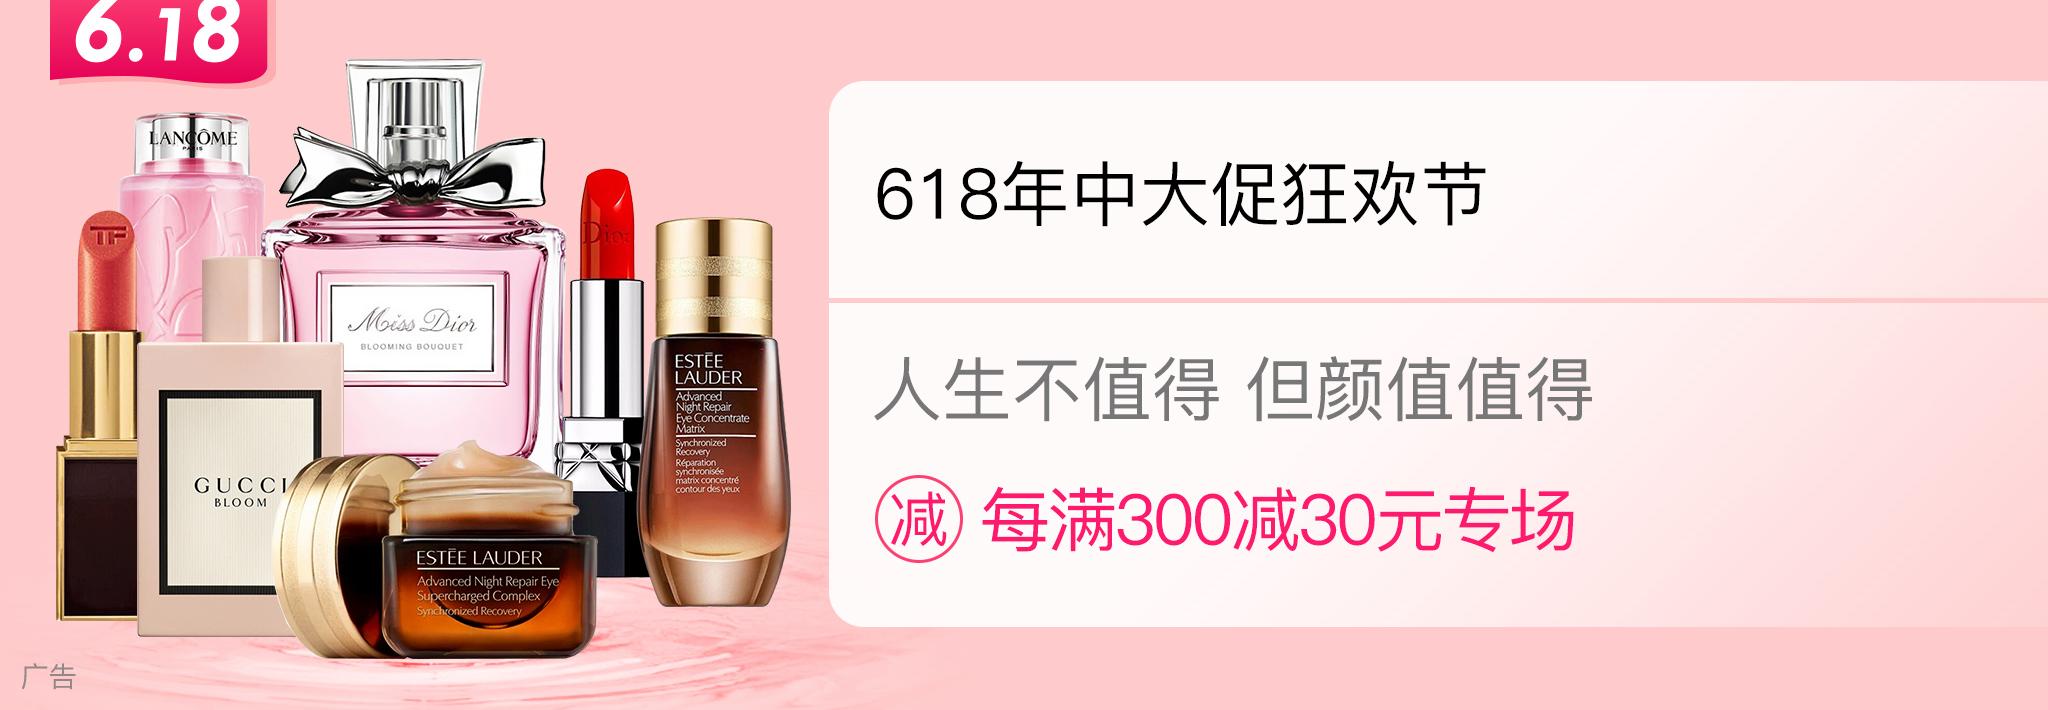 6.18
LANCÔME
PARIS
TF
Dior
Miss Dior
BLOOMING BOUQUET
ESTĒE
LAUDER
Advanced
Night Repair
Eye Concentrate
Matrix
Synchronized
Recovery
Réparation
synchronisée
matrix concentré
contour des yeux
GUCCI
BLOOM
ESTĒE LAUDER
Advanced Night Repair Eye
Supercharged Complex
Synchronized Recovery
618年中大促狂欢节
人生不值得 但颜值值得
减 每满300减30元专场
广告